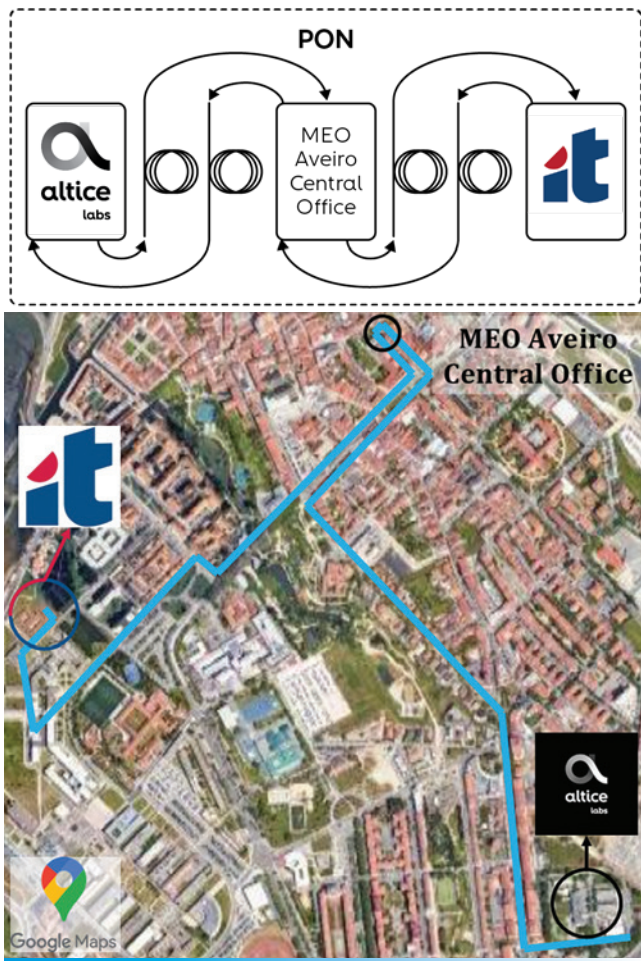 PON
altice
labs
MEO
Aveiro
Central
Office
it
MEO Aveiro
Central Office
it
altice
labs
Google Maps